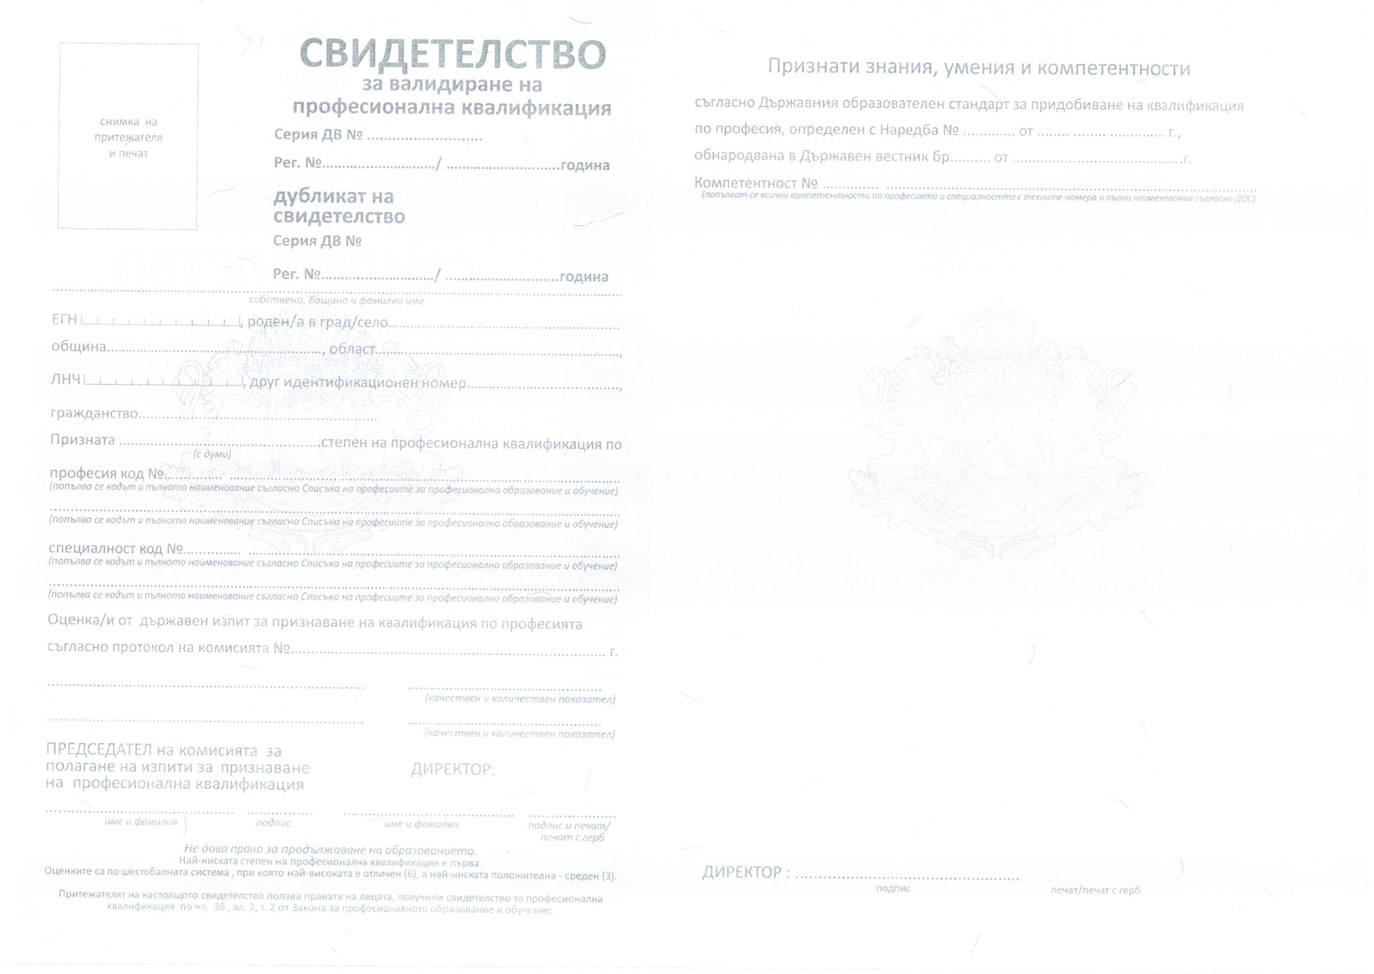 снимка на
притежателя
и печат
СВИДЕТЕЛСТВО
за валидиране на
професионална квалификация
Серия ДВ № ............................
Рег. №............................/ ............................година
дубликат на
свидетелство
Серия ДВ №
Рег. №............................/ ............................година
собствено, бащино и фамилно име
ЕГН, роден/а в град/село............................
община............................, област............................,
ЛНЧ, друг идентификационен номер............................,
гражданство............................
Призната ............................степен на професионална квалификация по
(с думи)
професия код №.............. ............................
(попълва се кодът и пълното наименование съгласно Списъка на професиите за професионално образование и обучение)
(попълва се кодът и пълното наименование съгласно Списъка на професиите за професионално образование и обучение)
специалност код №.............. ............................
(попълва се кодът и пълното наименование съгласно Списъка на професиите за професионално образование и обучение)
(попълва се кодът и пълното наименование съгласно Списъка на професиите за професионално образование и обучение)
Оценка/и от държавен изпит за признаване на квалификация по професията
съгласно протокол на комисията №............................ г.
(качествен и количествен показател)
(качествен и количествен показател)
ПРЕДСЕДАТЕЛ на комисията за
полагане на изпити за признаване
на професионална квалификация
ДИРЕКТОР:
име и фамилия подпис име и фамилия подпис и печат/
печат с герб
Не дава право за продължаване на образованието.
Най-ниската степен на професионална квалификация е първа.
Оценките са по шестобалната система , при която най-високата е отличен (6), а най-ниската положителна - среден (3).
Притежателят на настоящото свидетелство ползва правата на лицата, получили свидетелство за професионална
квалификация по чл. 38, ал. 2, т. 2 от Закона за професионалното образование и обучение.
Признати знания, умения и компетентности
съгласно Държавния образователен стандарт за придобиване на квалификация
по професия, определен с Наредба № ............. от ........ ......... .............. г.,
обнародвана в Държавен вестник бр.......... от ............................г.
Компетентност № .............. ............................
(попълват се всички компетентности по професията и специалността с техните номера и пълни наименования съгласно ДОС)
ДИРЕКТОР : ............................
подпис печат/печат с герб